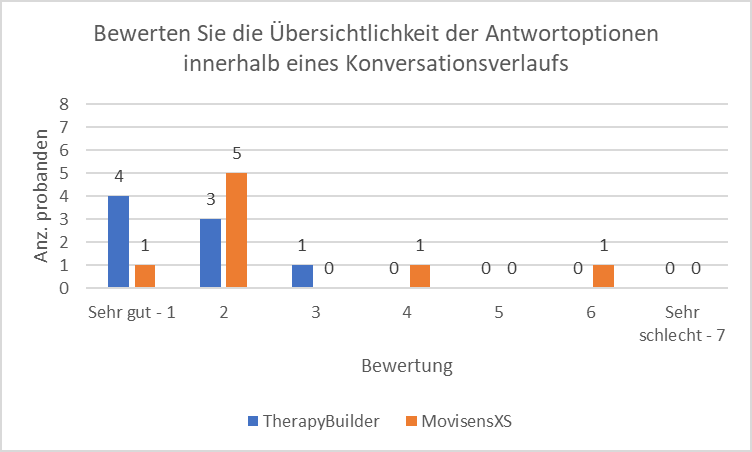 Bewerten Sie die Übersichtlichkeit der Antwortoptionen
innerhalb eines Konversationsverlaufs
Anz. probanden
8
7
6
5
4
3
2
1
0
4 1 3 5 1 0 0 1 0 0 0 1 0 0
Sehr gut - 1 2 3 4 5 6 Sehr
schlecht - 7
Bewertung
TherapyBuilder MovisensXS